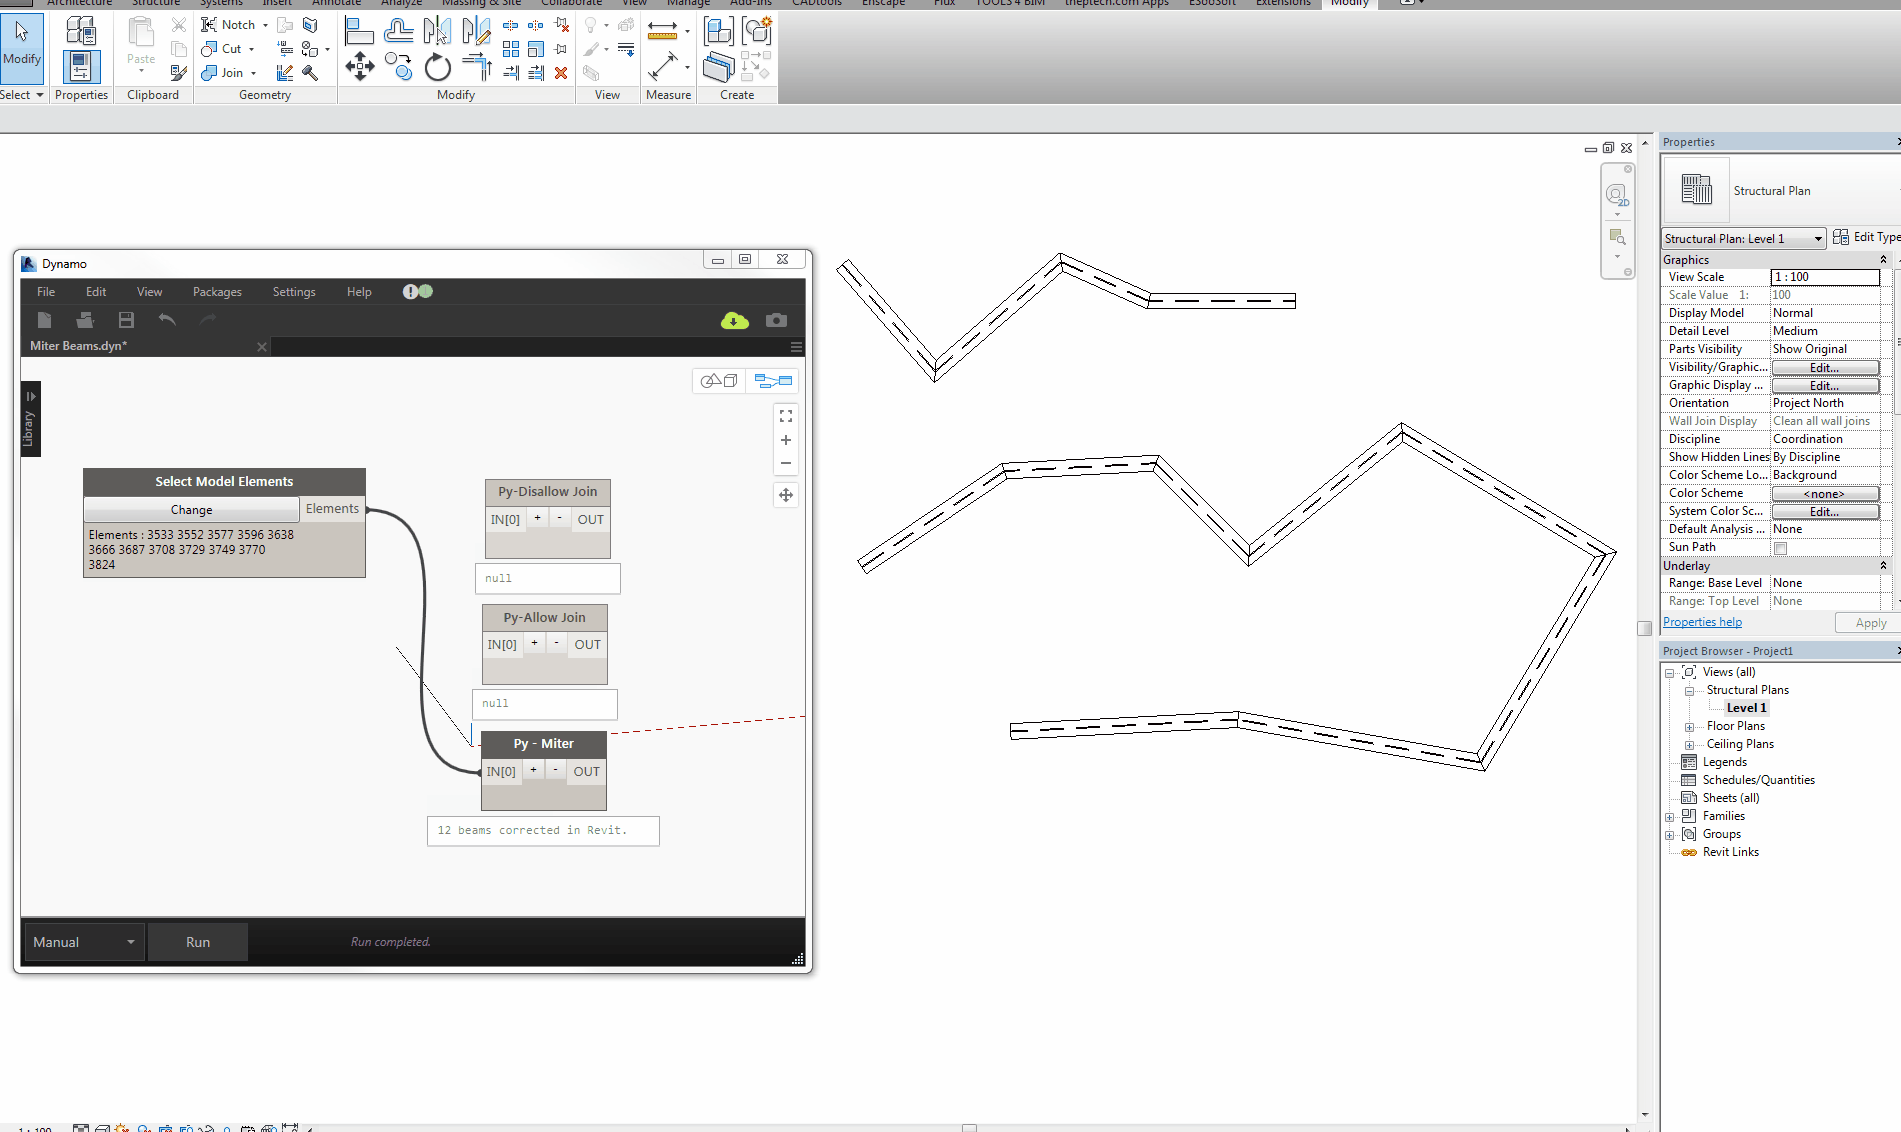 Architecture Structure Systems Insert Annotate Analyze Massing & Site Collaborate View Manage Add-Ins CADtools Enscape Flux TOOLS 4 BIM theptech.com Apps Extensions Modify
Modify
Select
Properties
Paste
Clipboard
Notch
Cut
Join
Geometry
Modify
View
Measure
Create
2D
Dynamo
File Edit View Packages Settings Help
Miter Beams.dyn*
Library
Select Model Elements
Change
Elements
Elements : 3533 3552 3577 3596 3638
3666 3687 3708 3729 3749 3770
3824
Py-Disallow Join
IN[0] + - OUT
null
Py-Allow Join
IN[0] + - OUT
null
Py - Miter
IN[0] + - OUT
12 beams corrected in Revit.
Manual
Run
Run completed.
Properties
Structural Plan
Structural Plan: Level 1
Edit Type
Graphics
View Scale 1 : 100
Scale Value 1: 100
Display Model Normal
Detail Level Medium
Parts Visibility Show Original
Visibility/Graphic... Edit...
Graphic Display ... Edit...
Orientation Project North
Wall Join Display Clean all wall joins
Discipline Coordination
Show Hidden Lines By Discipline
Color Scheme Lo... Background
Color Scheme <none>
System Color Sc... Edit...
Default Analysis ... None
Sun Path
Underlay
Range: Base Level None
Range: Top Level None
Properties help
Apply
Project Browser - Project1
Views (all)
Structural Plans
Level 1
Floor Plans
Ceiling Plans
Legends
Schedules/Quantities
Sheets (all)
Families
Groups
Revit Links
1 : 100